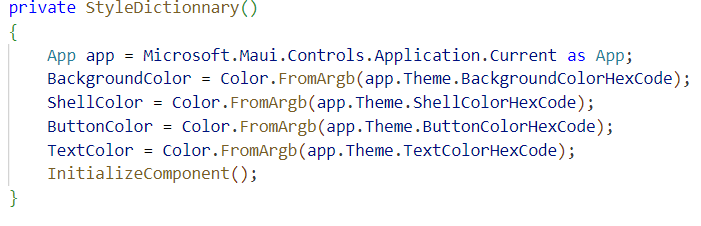 private StyleDictionnary()
{
App app = Microsoft.Maui.Controls.Application.Current as App;
BackgroundColor = Color.FromArgb(app.Theme.BackgroundColorHexCode);
ShellColor = Color.FromArgb(app.Theme.ShellColorHexCode);
ButtonColor = Color.FromArgb(app.Theme.ButtonColorHexCode);
TextColor = Color.FromArgb(app.Theme.TextColorHexCode);
InitializeComponent();
}